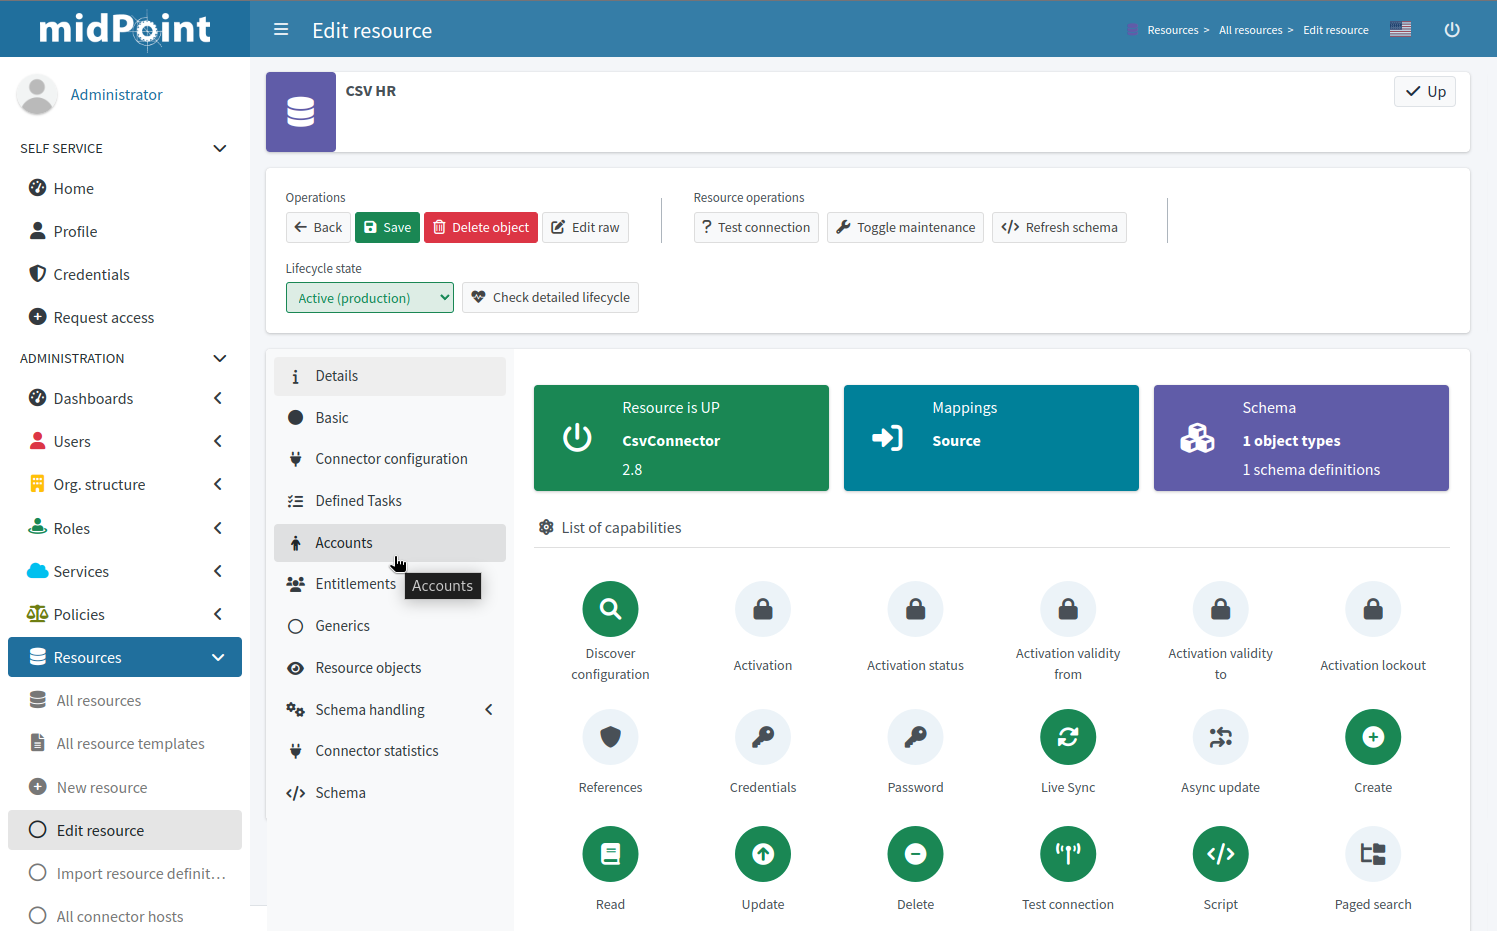 midPoint
Edit resource
Resources > All resources > Edit resource
Administrator
SELF SERVICE
Home
Profile
Credentials
Request access
ADMINISTRATION
Dashboards
Users
Org. structure
Roles
Services
Policies
Resources
All resources
All resource templates
New resource
Edit resource
Import resource definit...
All connector hosts
CSV HR
Up
Operations
Back
Save
Delete object
Edit raw
Resource operations
Test connection
Toggle maintenance
Refresh schema
Lifecycle state
Active (production)
Check detailed lifecycle
Details
Basic
Connector configuration
Defined Tasks
Accounts
Entitlements
Accounts
Generics
Resource objects
Schema handling
Connector statistics
Schema
Resource is UP
CsvConnector
2.8
Mappings
Source
Schema
1 object types
1 schema definitions
List of capabilities
Discover
configuration
Activation
Activation status
Activation validity
from
Activation validity
to
Activation lockout
References
Credentials
Password
Live Sync
Async update
Create
Read
Update
Delete
Test connection
Script
Paged search